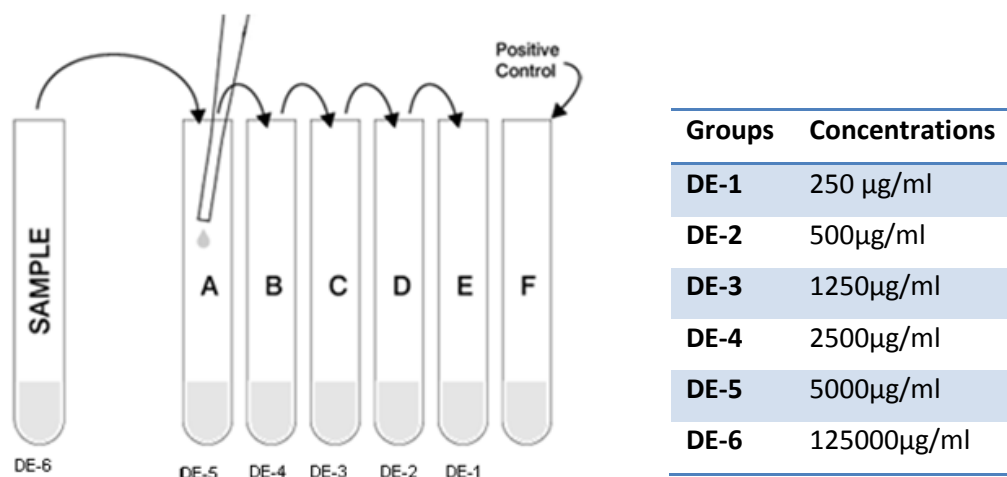 Positive
Control
SAMPLE
A B C D E F
DE-6 DE-5 DE-4 DE-3 DE-2 DE-1
Groups Concentrations
DE-1 250 µg/ml
DE-2 500µg/ml
DE-3 1250µg/ml
DE-4 2500µg/ml
DE-5 5000µg/ml
DE-6 125000µg/ml